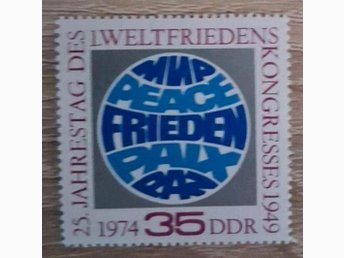 25. JAHRESTAG DES
1. WELTFRIEDENS
KONGRESSES 1949
МИР
PEACE
FRIEDEN
PAIX
PAZ
1974 35 DDR